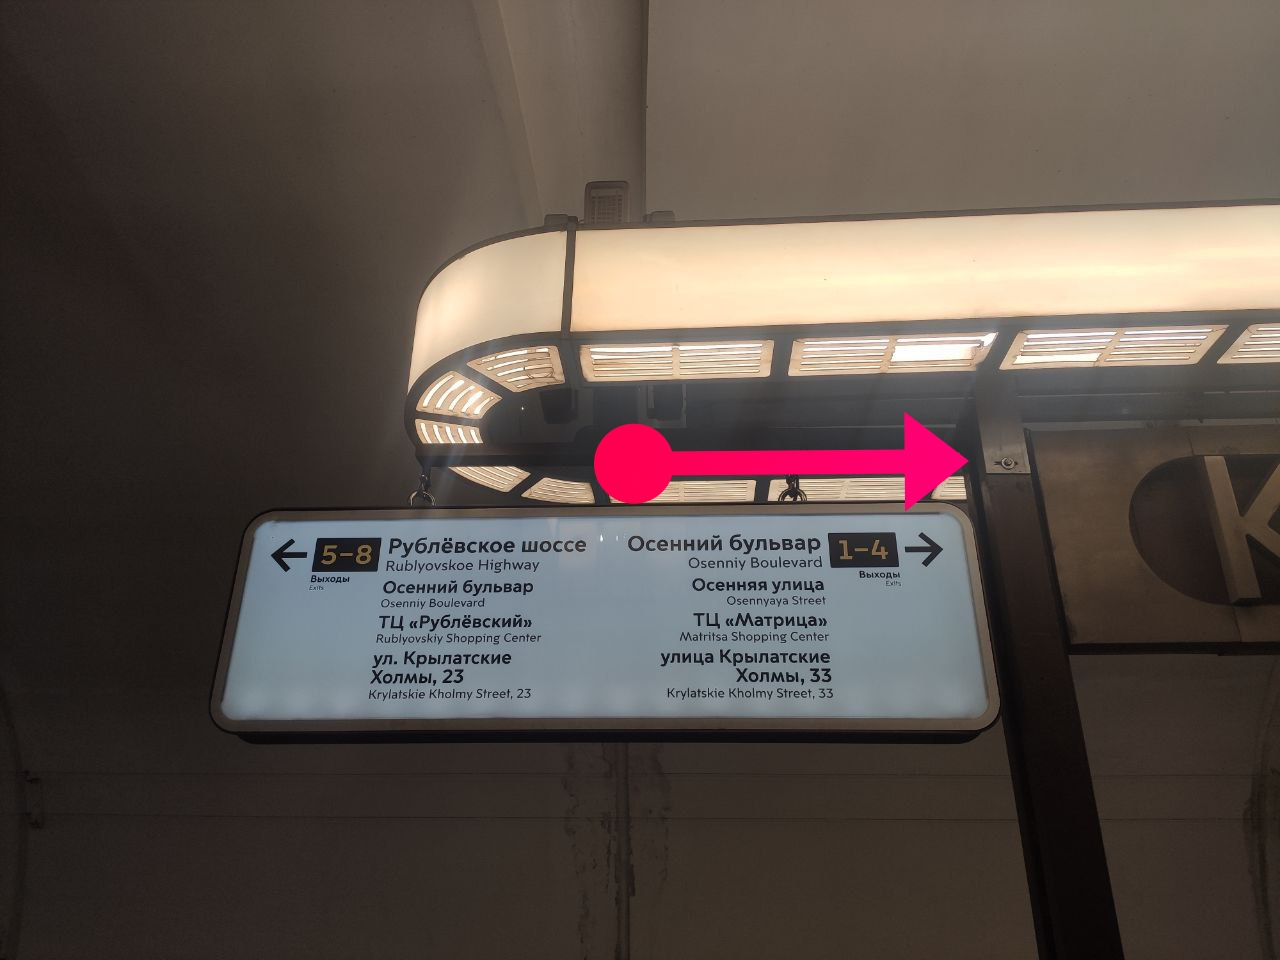 5–8 Рублёвское шоссе
Rublyovskoe Highway
Выходы
Exits
Осенний бульвар
Osenniy Boulevard
ТЦ «Рублёвский»
Rublyovskiy Shopping Center
ул. Крылатские
Холмы, 23
Krylatskie Kholmy Street, 23
Осенний бульвар 1–4
Osenniy Boulevard
Выходы
Exits
Осенняя улица
Osennyaya Street
ТЦ «Матрица»
Matritsa Shopping Center
улица Крылатские
Холмы, 33
Krylatskie Kholmy Street, 33
К